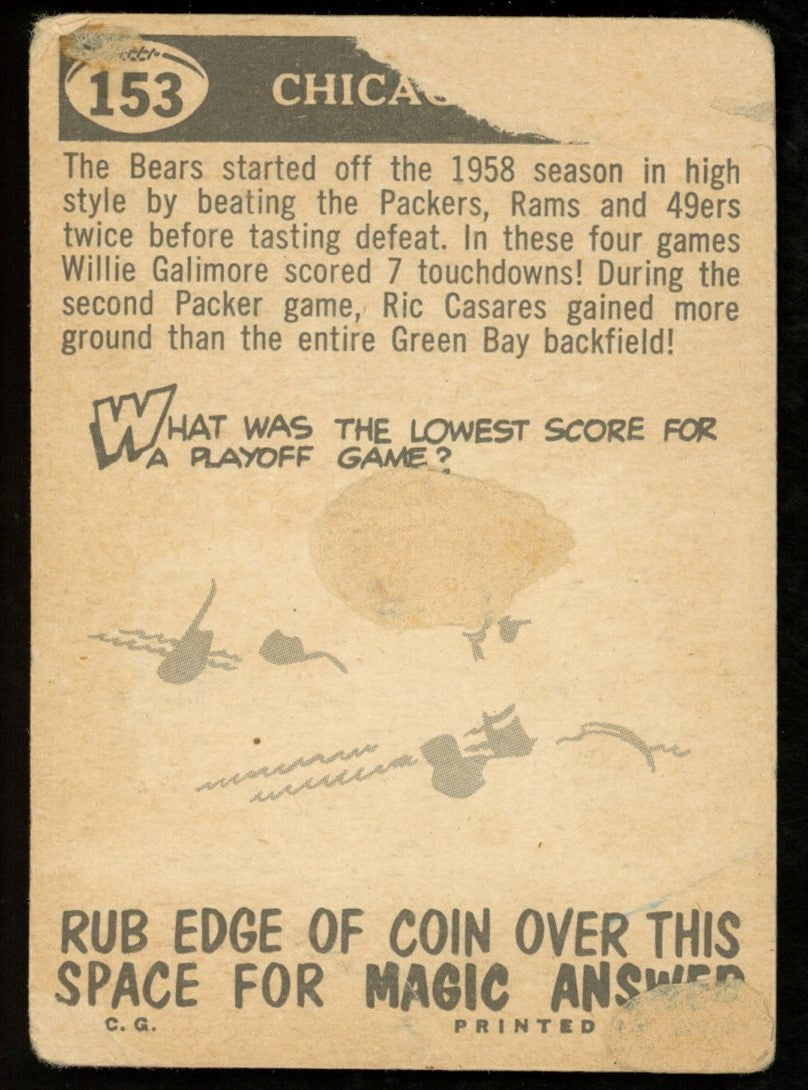 153
CHICAG
The Bears started off the 1958 season in high
style by beating the Packers, Rams and 49ers
twice before tasting defeat. In these four games
Willie Galimore scored 7 touchdowns! During the
second Packer game, Ric Casares gained more
ground than the entire Green Bay backfield!
WHAT WAS THE LOWEST SCORE FOR
A PLAYOFF GAME?
RUB EDGE OF COIN OVER THIS
SPACE FOR MAGIC ANSWER
C. G.
PRINTED